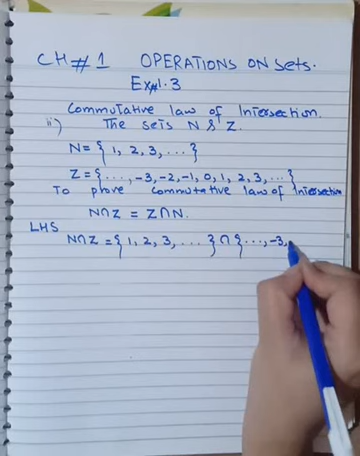 CH # 1 OPERATIONS ON Sets.
Ex# 1.3
Commutative law of Intersection.
ii) The sets N & Z.
N = { 1, 2, 3, ... }
Z = { ..., -3, -2, -1, 0, 1, 2, 3, ... }
To prove commutative law of Intersection
N∩Z = Z∩N.
LHS
N∩Z = { 1, 2, 3, ... } ∩ { ..., -3,